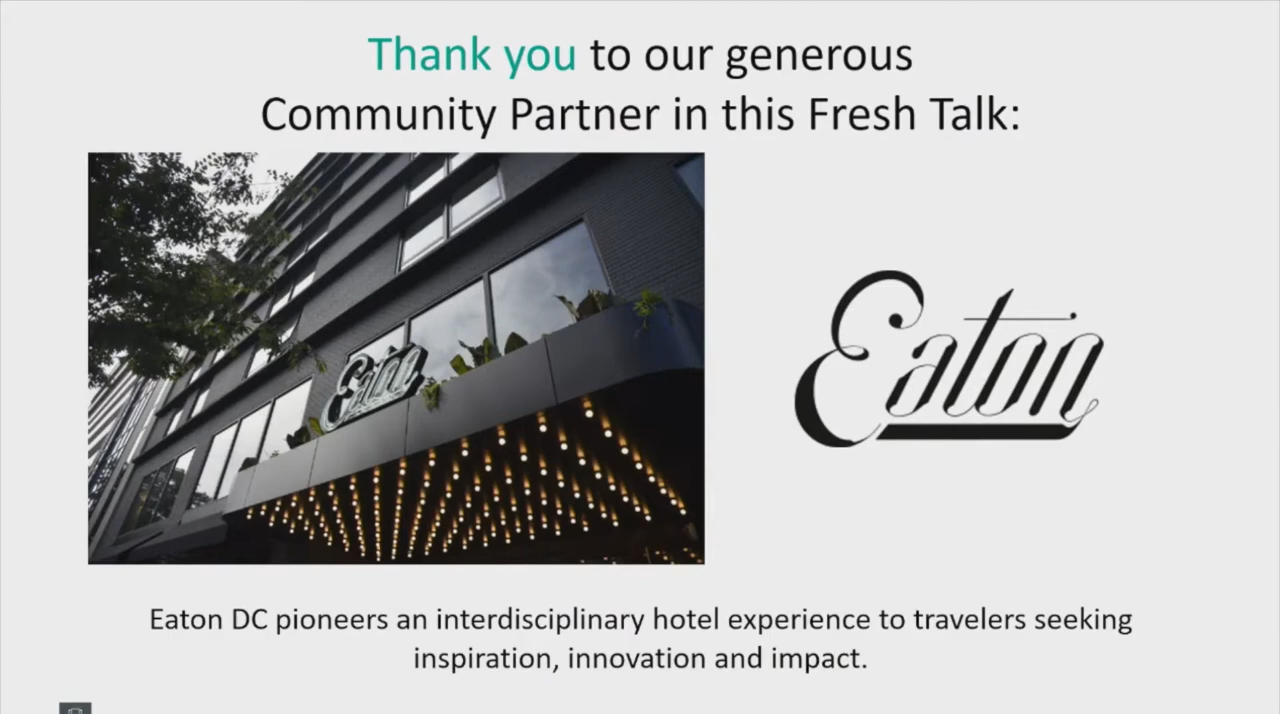 Thank you to our generous
Community Partner in this Fresh Talk:
Eaton
Eaton
Eaton DC pioneers an interdisciplinary hotel experience to travelers seeking
inspiration, innovation and impact.